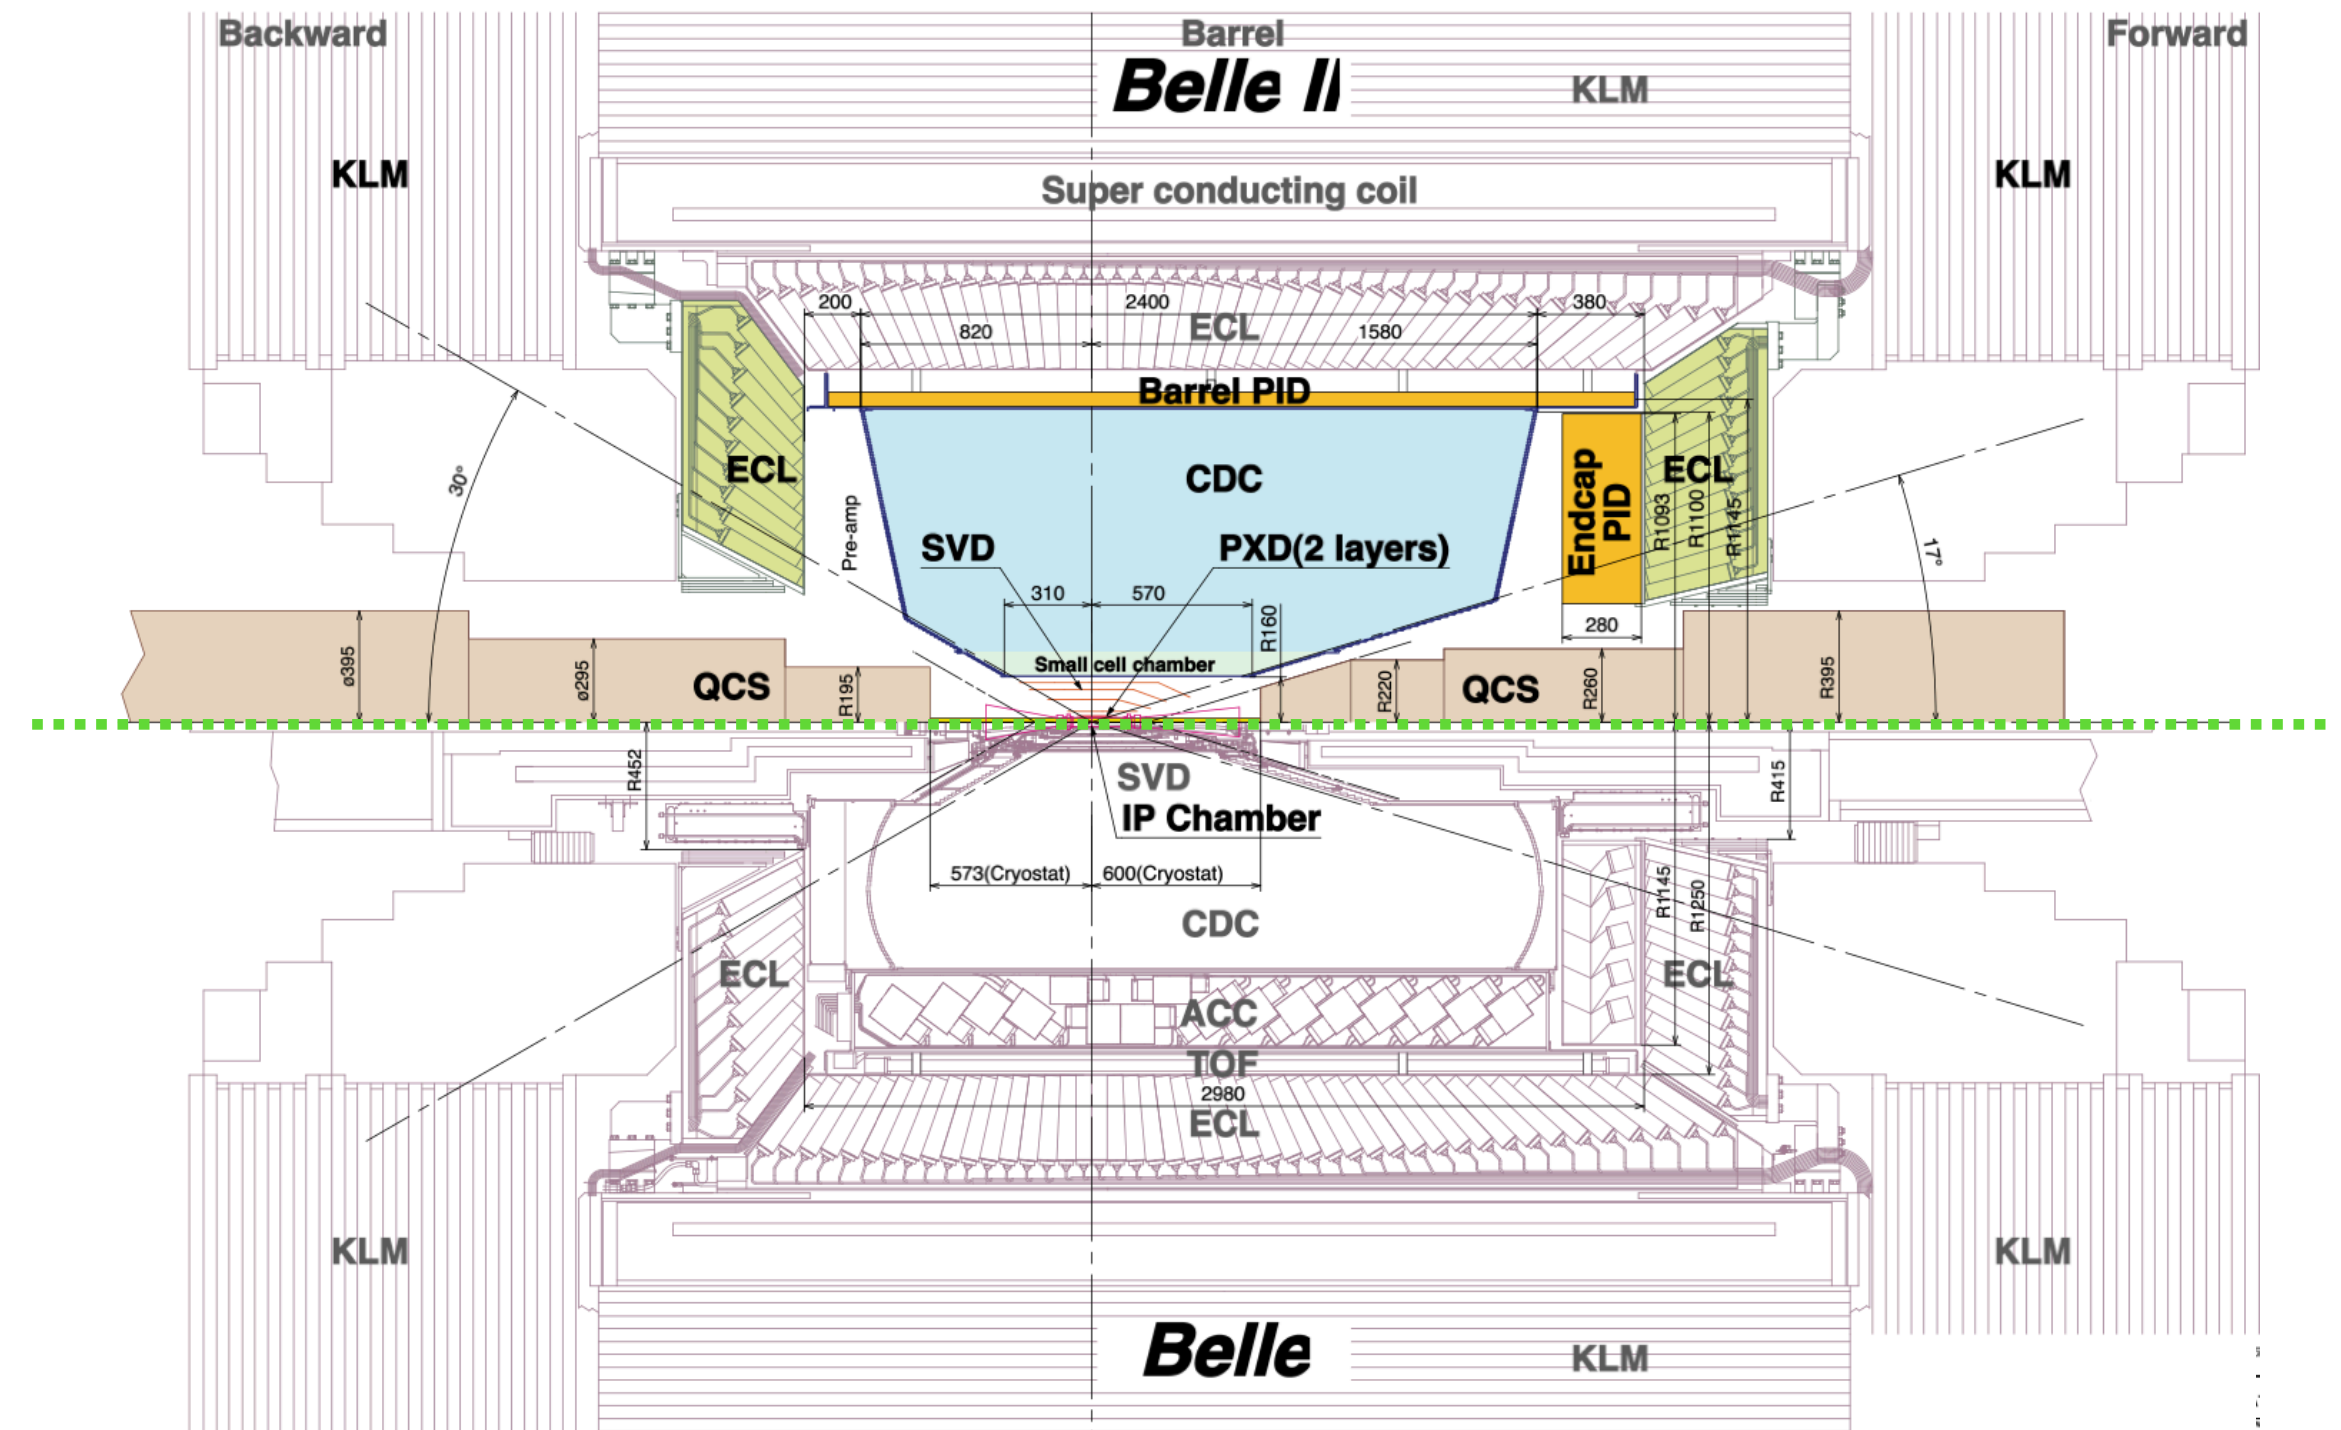 Backward
Barrel
Forward
Belle II
KLM
KLM
KLM
Super conducting coil
200
2400
380
820
ECL
1580
Barrel PID
ECL
CDC
Endcap
PID
ECL
30°
Pre-amp
R1093
R1100
R1145
17°
SVD
PXD(2 layers)
310
570
R160
280
Small cell chamber
ø395
ø295
QCS
R195
R220
QCS
R260
R395
R452
SVD
R415
IP Chamber
573(Cryostat)
600(Cryostat)
CDC
R1145
R1250
ECL
ECL
ACC
TOF
2980
ECL
KLM
KLM
Belle
KLM